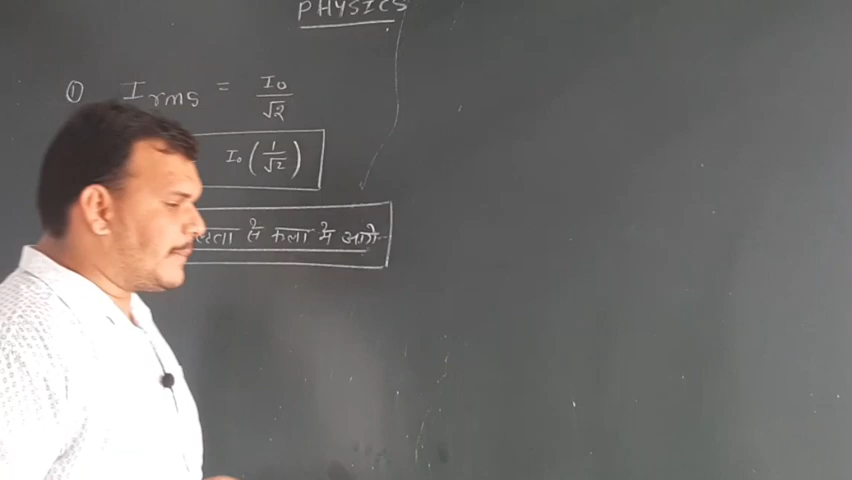 PHYSICS
① Irms = I₀/√2
I₀ (1/√2)
से कला में आगे